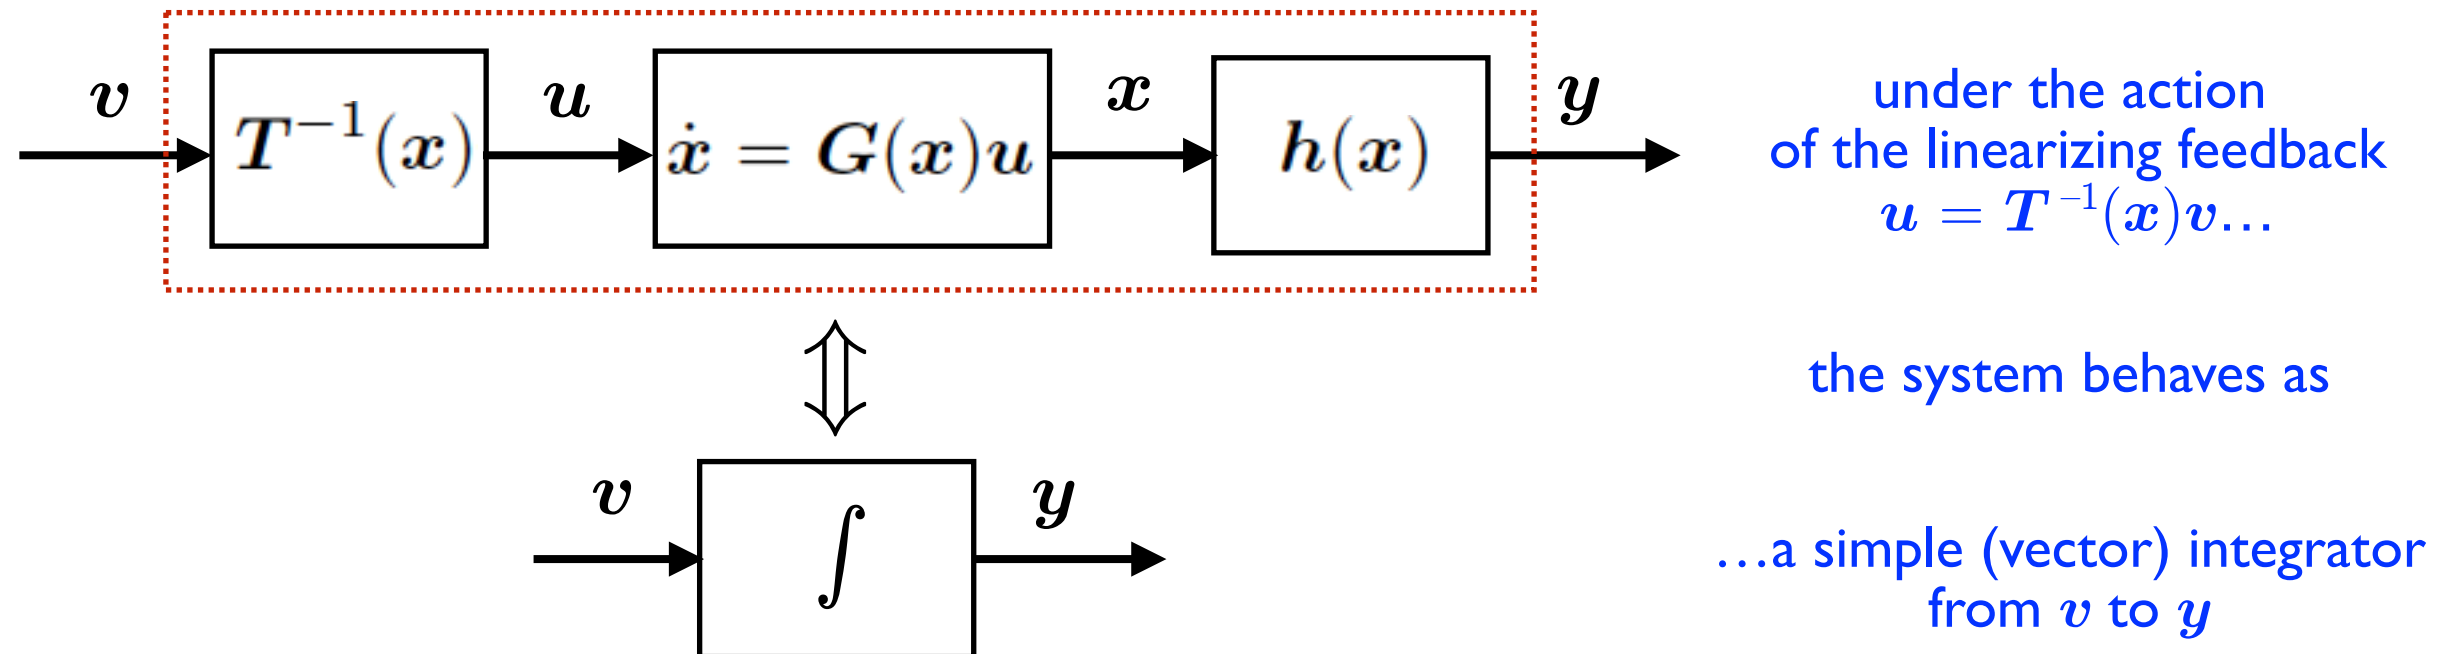 v
T⁻¹(x)
u
ẋ = G(x)u
x
h(x)
y
under the action
of the linearizing feedback
u = T⁻¹(x)v…
the system behaves as
v
∫
y
…a simple (vector) integrator
from v to y